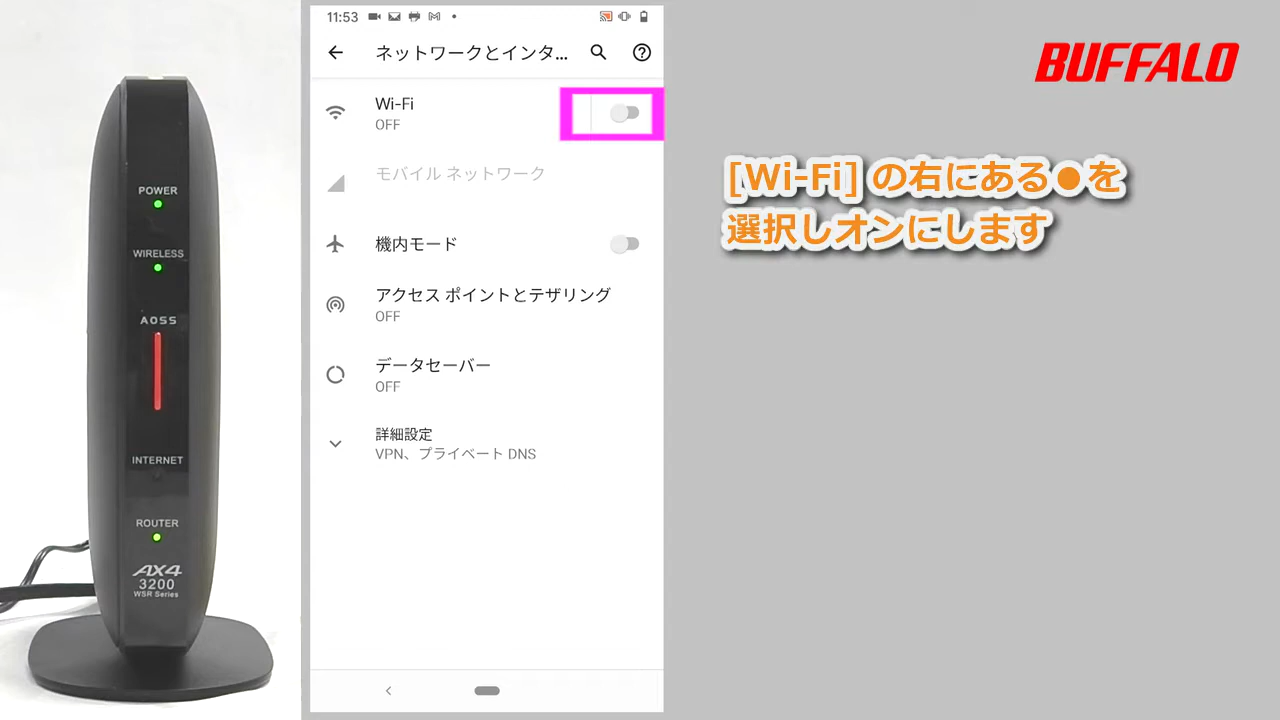 POWER
WIRELESS
AOSS
INTERNET
ROUTER
AX4
3200
WSR Series
11:53
ネットワークとインタ...
Wi-Fi
OFF
モバイル ネットワーク
機内モード
アクセス ポイントとテザリング
OFF
データセーバー
OFF
詳細設定
VPN、プライベート DNS
BUFFALO
[Wi-Fi] の右にある●を
選択しオンにします